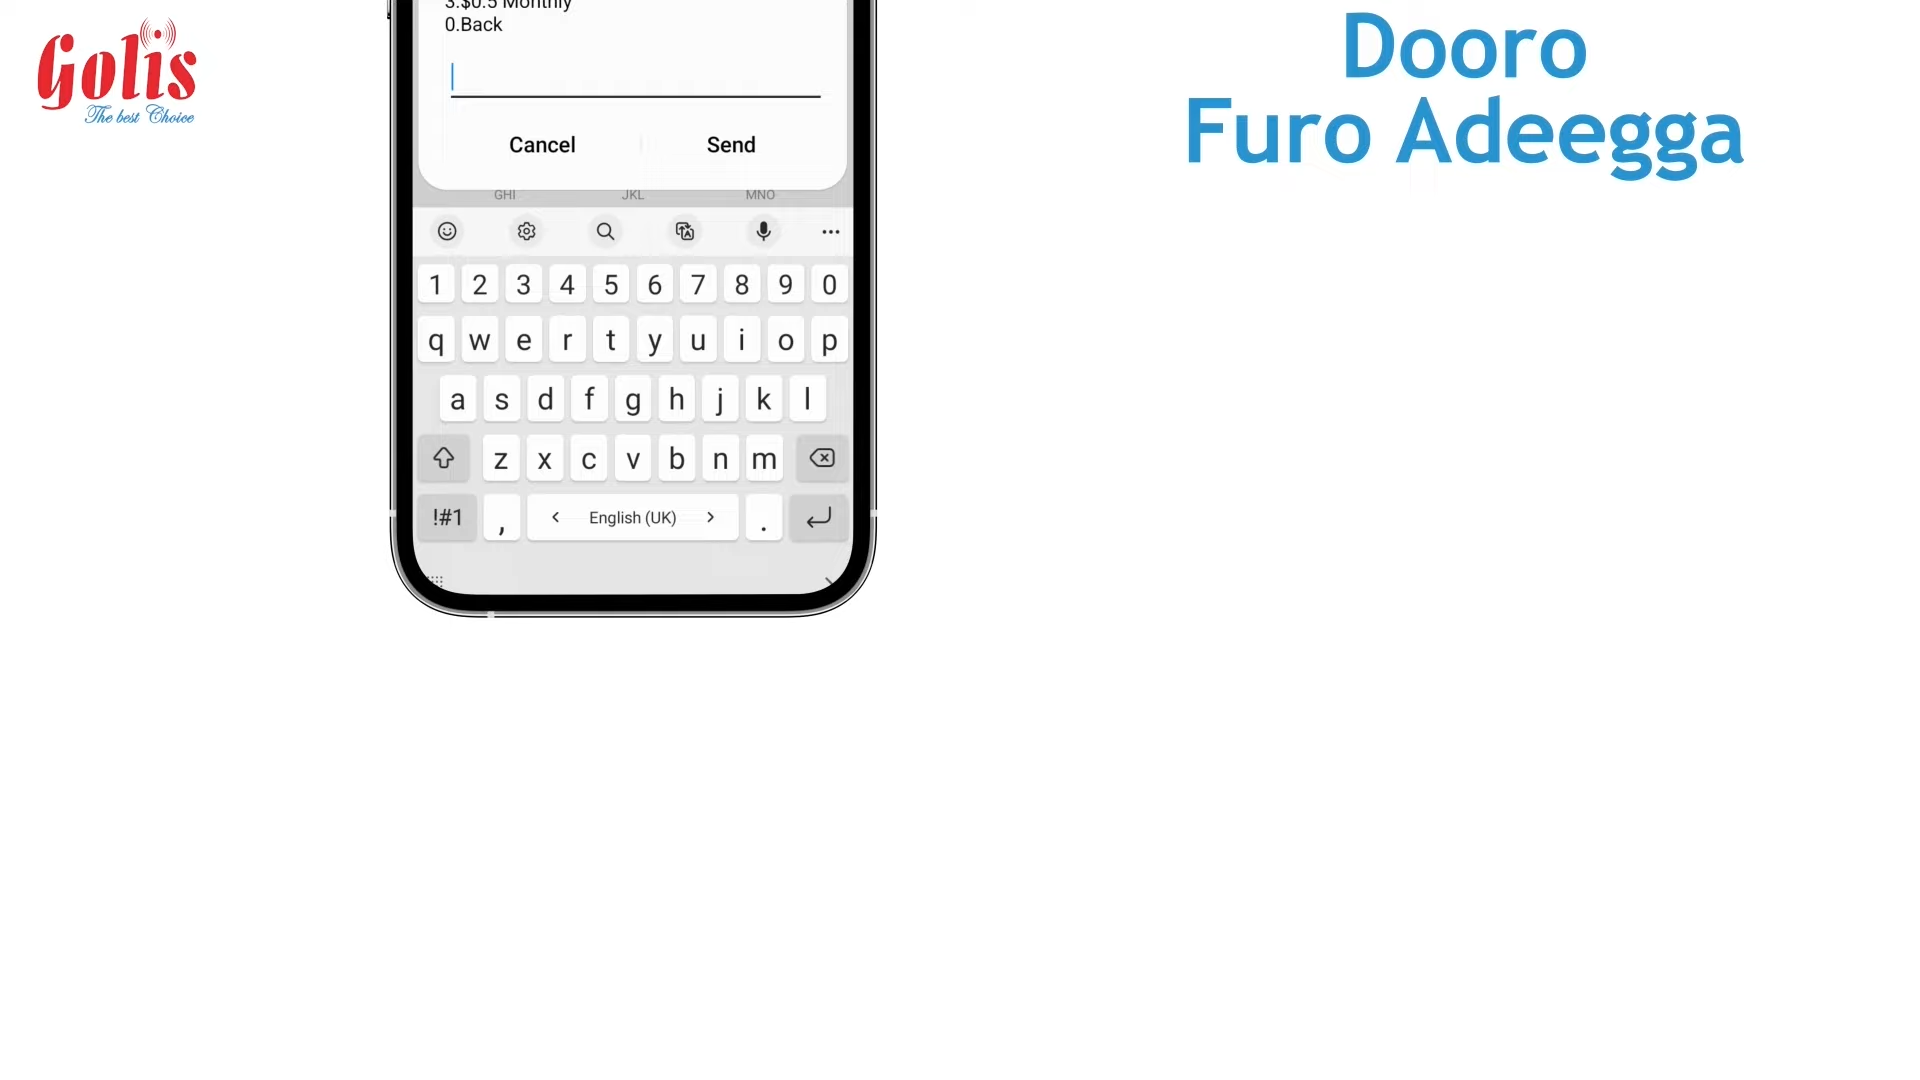 Golis
The best Choice
3.$0.5 Monthly
0.Back
Cancel
Send
GHI
JKL
MNO
1 2 3 4 5 6 7 8 9 0
q w e r t y u i o p
a s d f g h j k l
z x c v b n m
!#1 , < English (UK) > .
Dooro
Furo Adeegga